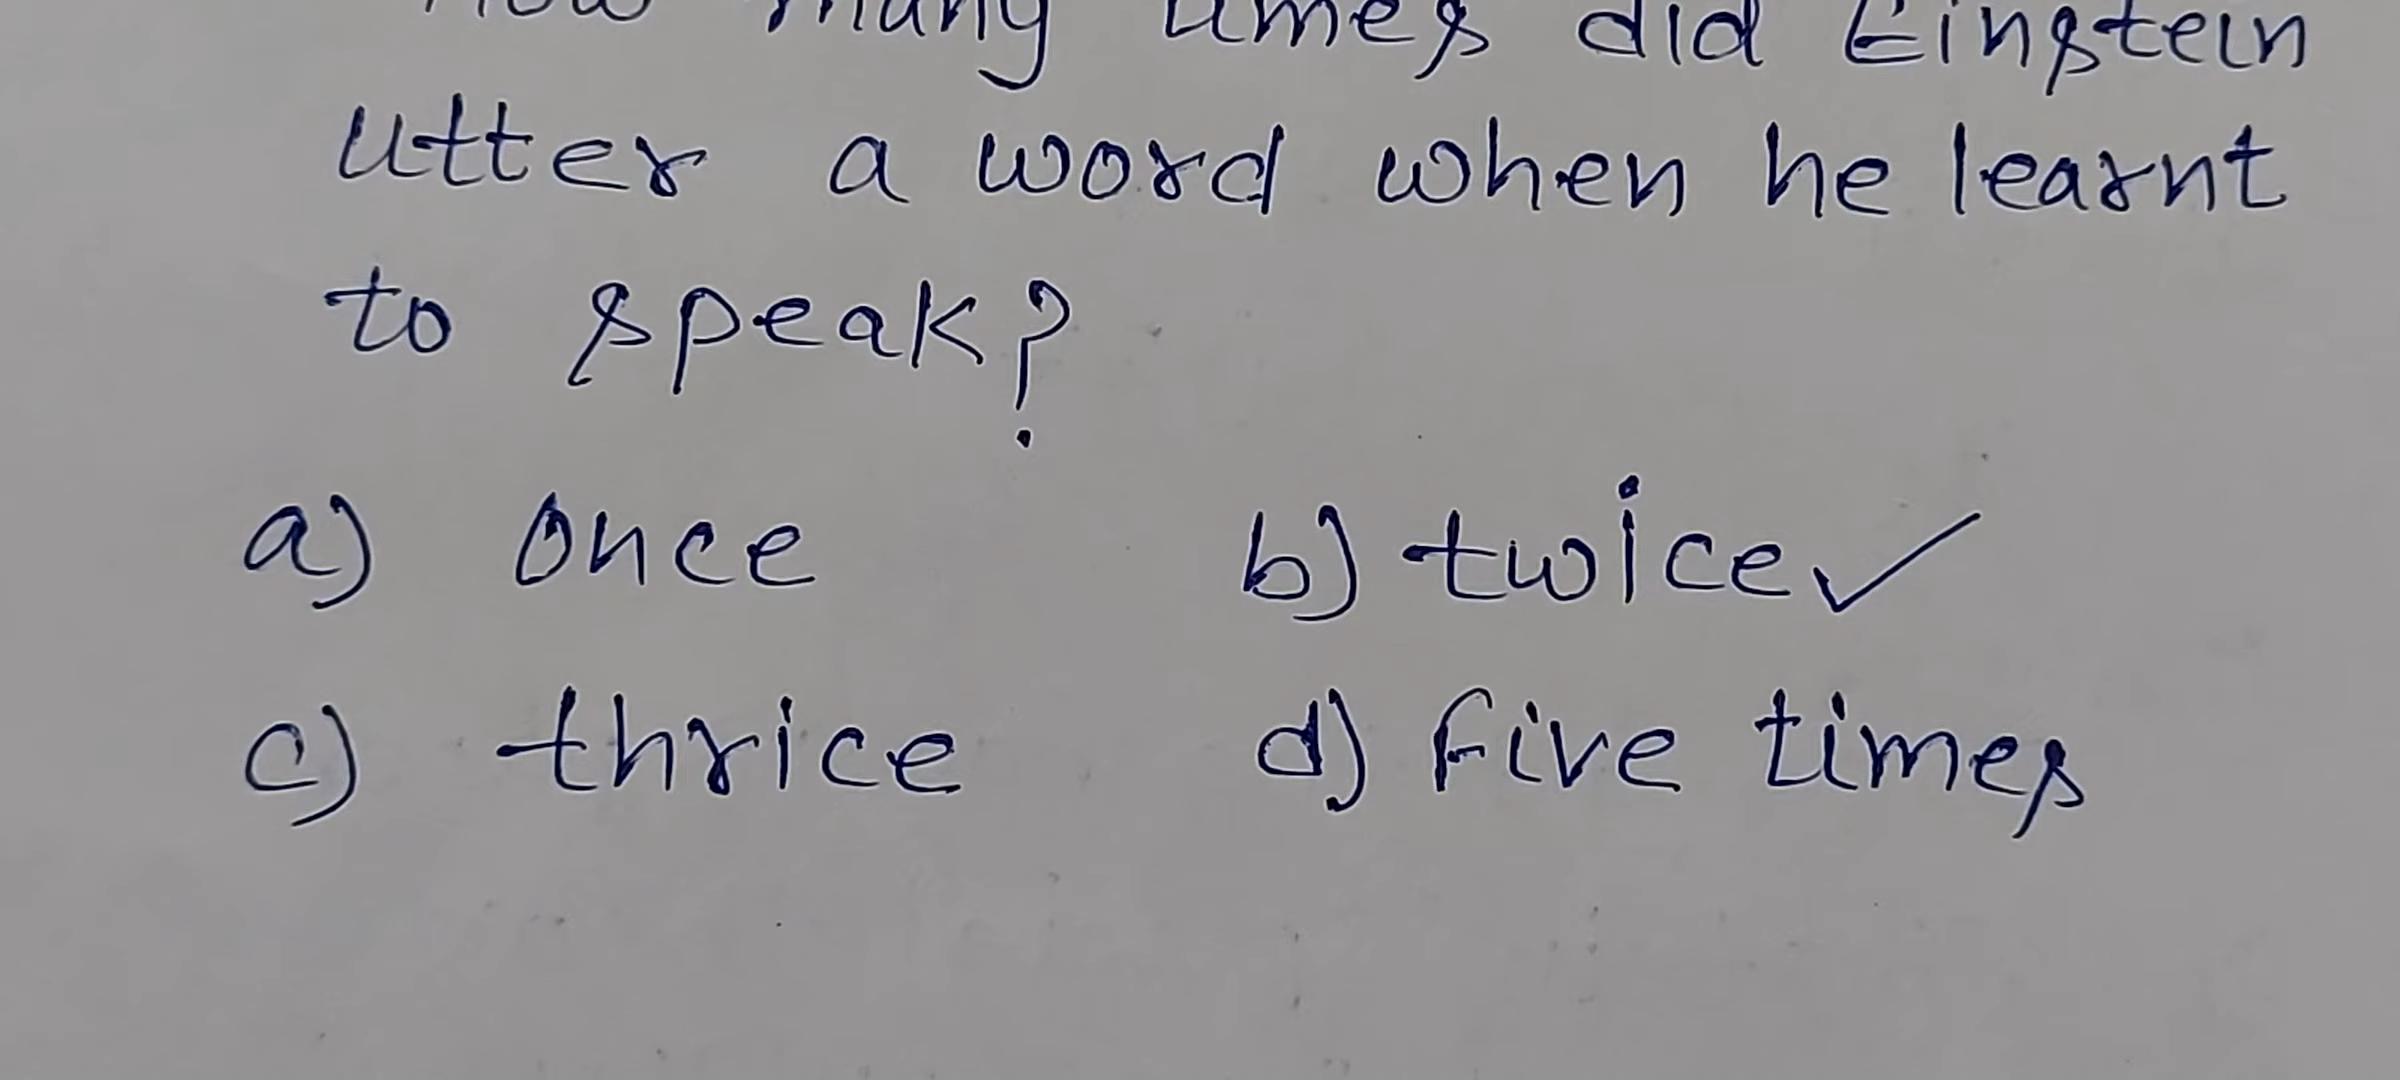 How many times did Einstein
utter a word when he learnt
to speak?
a) once b) twice ✓
c) thrice d) Five times